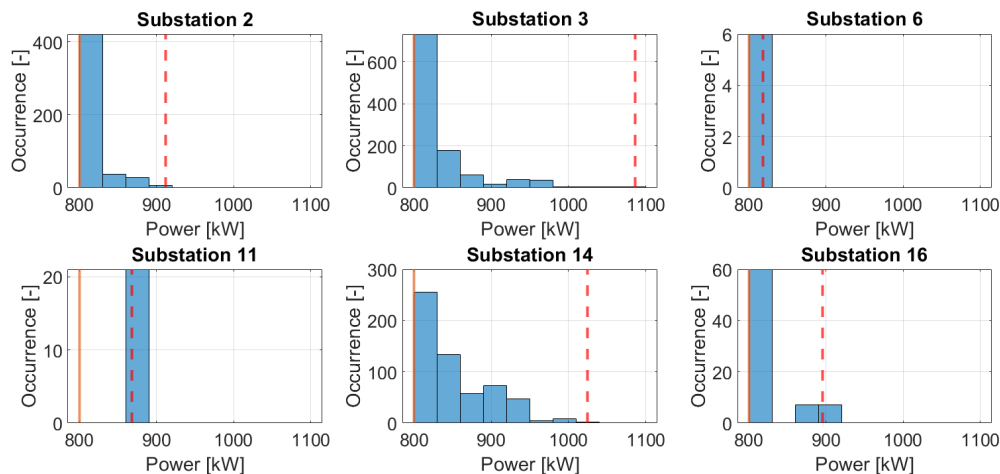 Substation 2
Occurrence [-]
400
200
0
800 900 1000 1100
Power [kW]
Substation 3
Occurrence [-]
600
400
200
0
800 900 1000 1100
Power [kW]
Substation 6
Occurrence [-]
6
4
2
0
800 900 1000 1100
Power [kW]
Substation 11
Occurrence [-]
20
10
0
800 900 1000 1100
Power [kW]
Substation 14
Occurrence [-]
300
200
100
0
800 900 1000 1100
Power [kW]
Substation 16
Occurrence [-]
60
40
20
0
800 900 1000 1100
Power [kW]